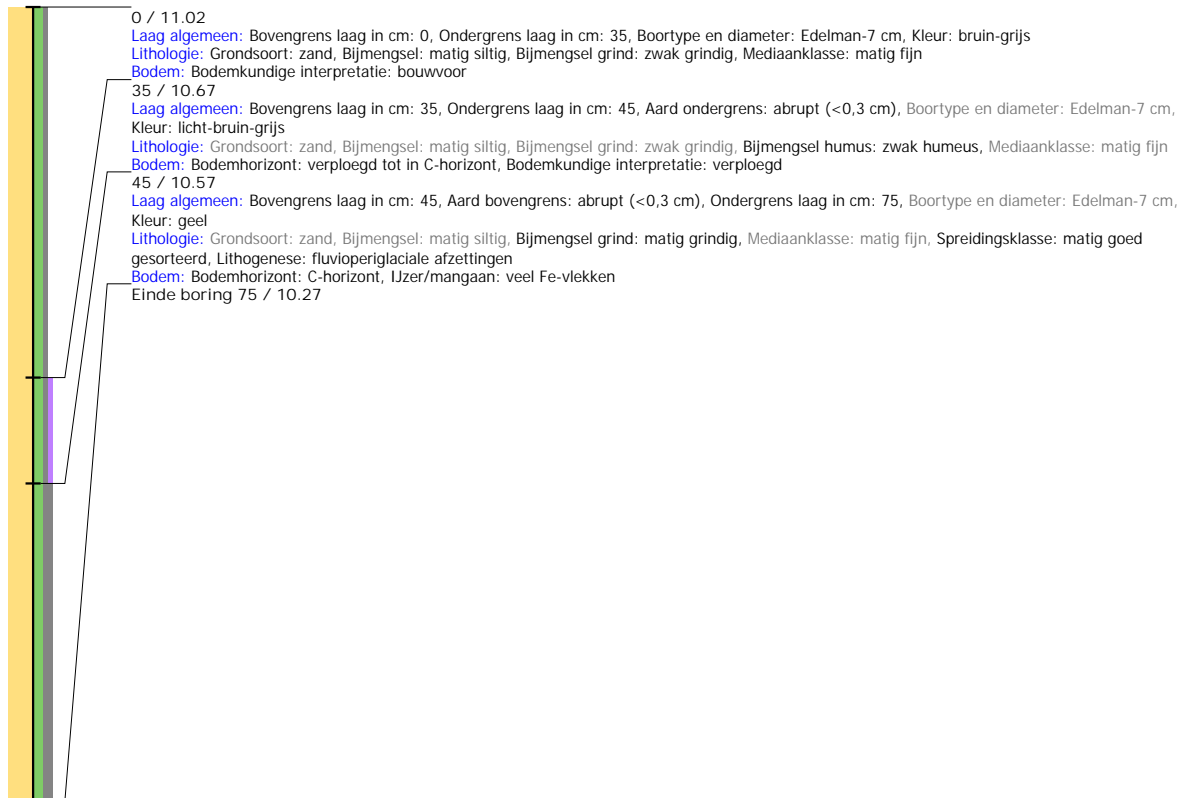 0 / 11.02
Laag algemeen: Bovengrens laag in cm: 0, Ondergrens laag in cm: 35, Boortype en diameter: Edelman-7 cm, Kleur: bruin-grijs
Lithologie: Grondsoort: zand, Bijmengsel: matig siltig, Bijmengsel grind: zwak grindig, Mediaanklasse: matig fijn
Bodem: Bodemkundige interpretatie: bouwvoor
35 / 10.67
Laag algemeen: Bovengrens laag in cm: 35, Ondergrens laag in cm: 45, Aard ondergrens: abrupt (<0,3 cm), Boortype en diameter: Edelman-7 cm,
Kleur: licht-bruin-grijs
Lithologie: Grondsoort: zand, Bijmengsel: matig siltig, Bijmengsel grind: zwak grindig, Bijmengsel humus: zwak humeus, Mediaanklasse: matig fijn
Bodem: Bodemhorizont: verploegd tot in C-horizont, Bodemkundige interpretatie: verploegd
45 / 10.57
Laag algemeen: Bovengrens laag in cm: 45, Aard bovengrens: abrupt (<0,3 cm), Ondergrens laag in cm: 75, Boortype en diameter: Edelman-7 cm,
Kleur: geel
Lithologie: Grondsoort: zand, Bijmengsel: matig siltig, Bijmengsel grind: matig grindig, Mediaanklasse: matig fijn, Spreidingsklasse: matig goed
gesorteerd, Lithogenese: fluvioperiglaciale afzettingen
Bodem: Bodemhorizont: C-horizont, IJzer/mangaan: veel Fe-vlekken
Einde boring 75 / 10.27